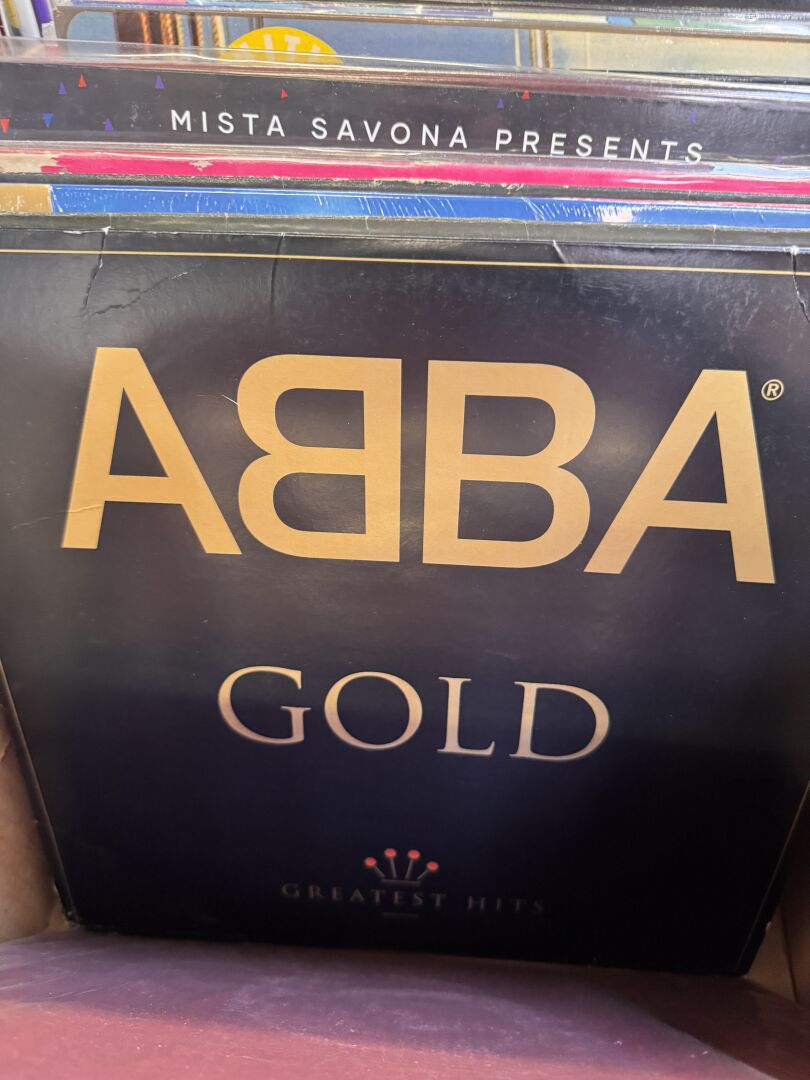 MISTA SAVONA PRESENTS
ABBA®
GOLD
GREATEST HITS